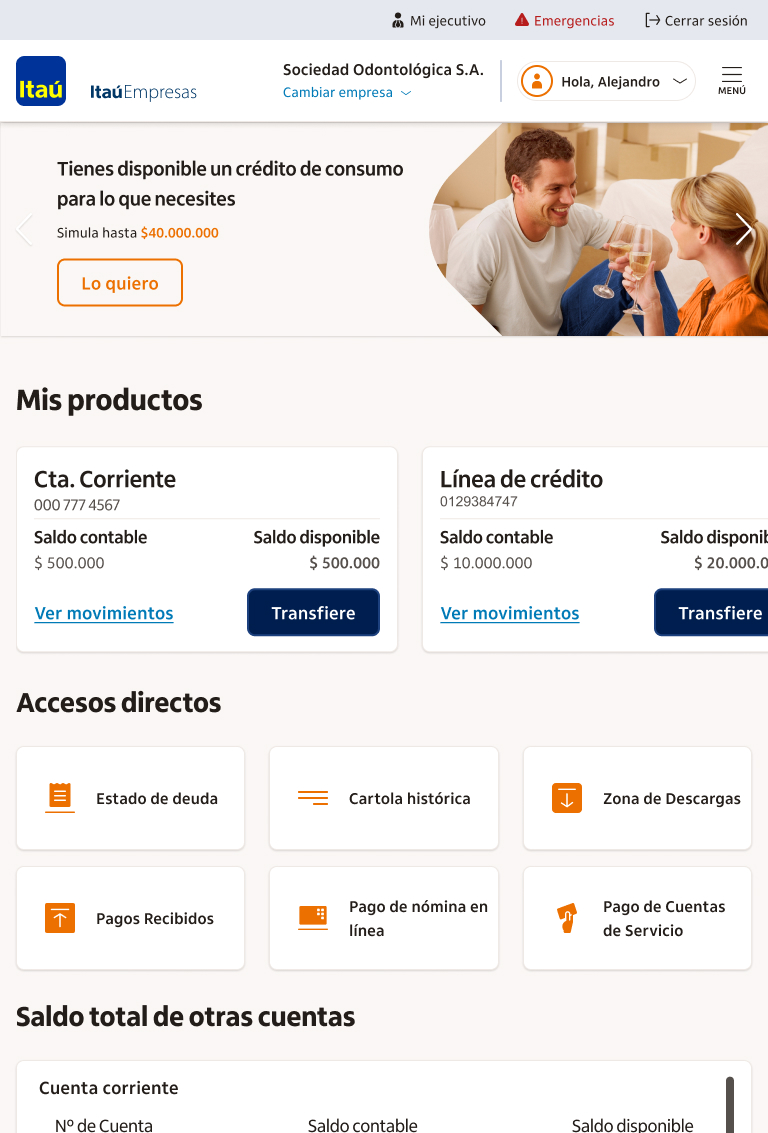 Mi ejecutivo
Emergencias
Cerrar sesión
Itaú
ItaúEmpresas
Sociedad Odontológica S.A.
Cambiar empresa
Hola, Alejandro
MENÚ
Tienes disponible un crédito de consumo
para lo que necesites
Simula hasta $40.000.000
Lo quiero
Mis productos
Cta. Corriente
000 777 4567
Saldo contable
Saldo disponible
$ 500.000
$ 500.000
Ver movimientos
Transfiere
Línea de crédito
0129384747
Saldo contable
Saldo disponib
$ 10.000.000
$ 20.000.0
Ver movimientos
Transfiere
Accesos directos
Estado de deuda
Cartola histórica
Zona de Descargas
Pagos Recibidos
Pago de nómina en
línea
Pago de Cuentas
de Servicio
Saldo total de otras cuentas
Cuenta corriente
Nº de Cuenta
Saldo contable
Saldo disponible